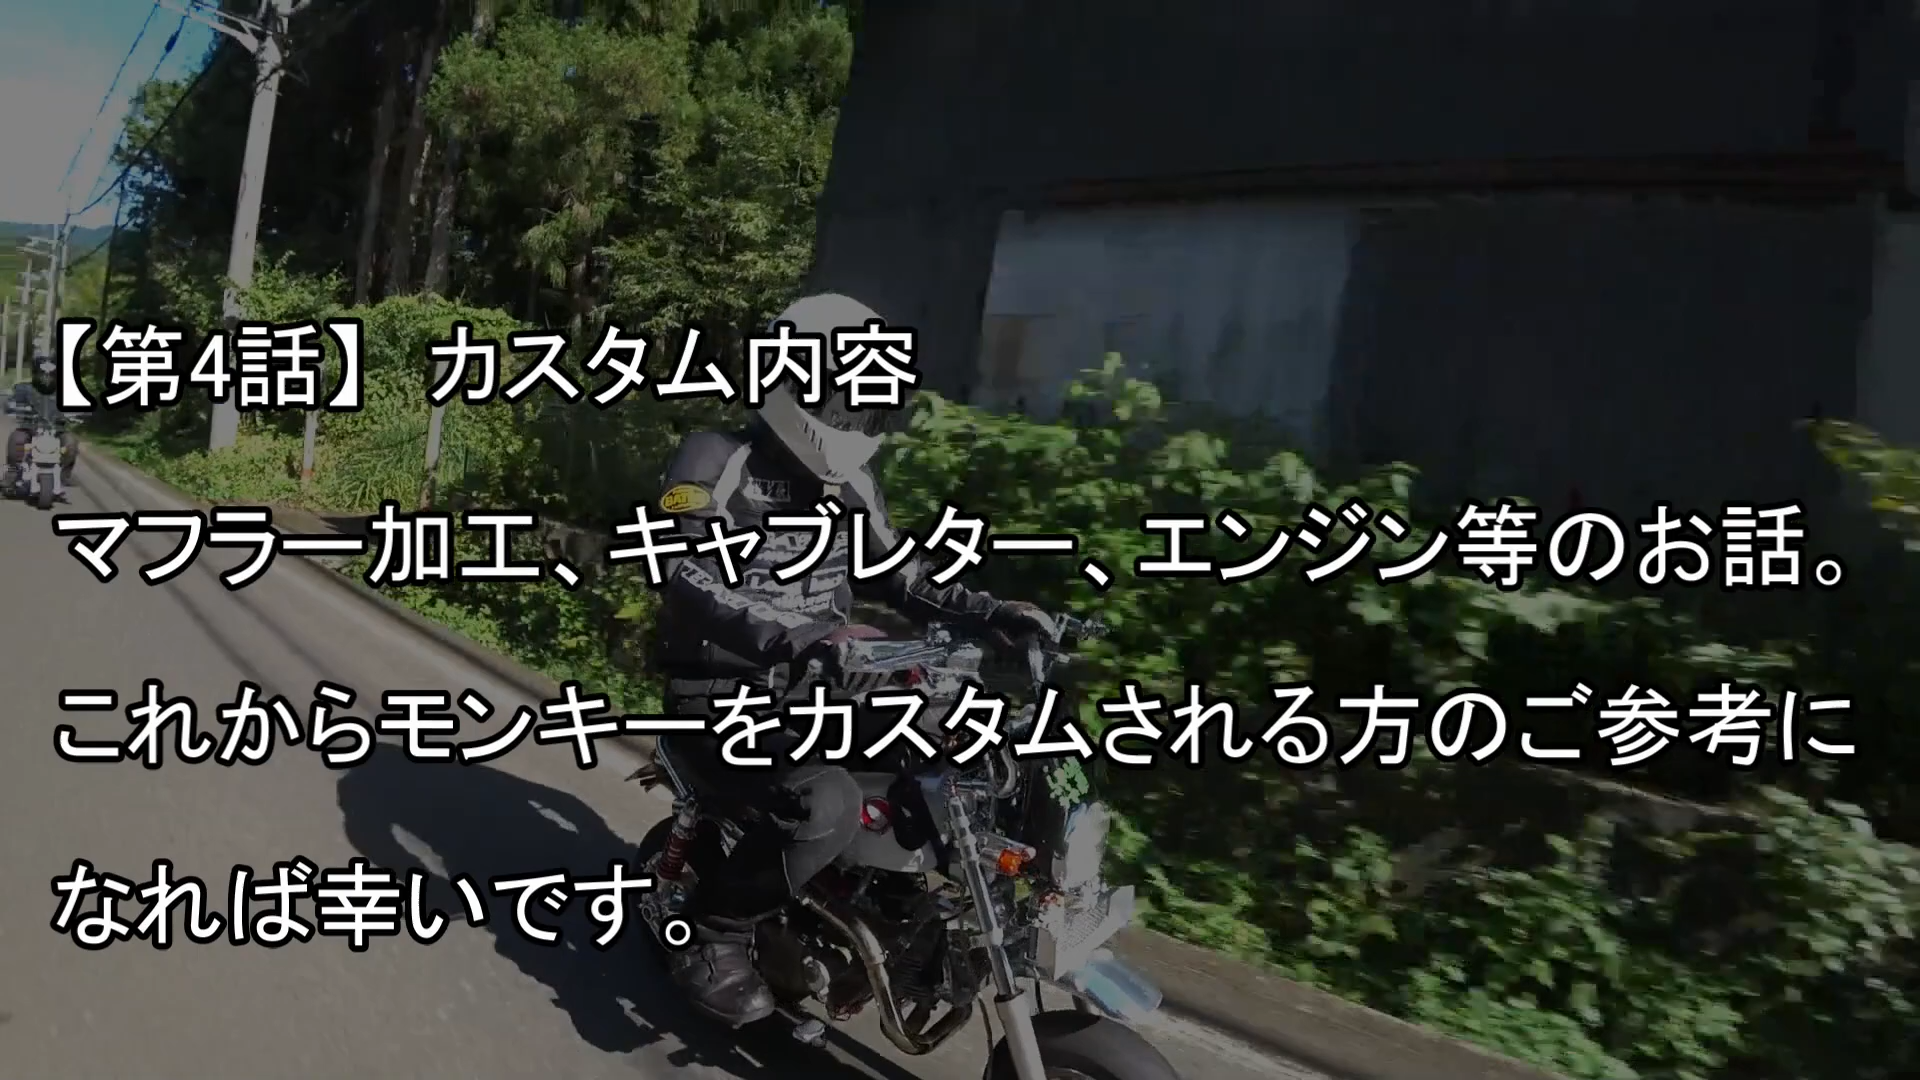 【第4話】 カスタム内容
マフラー加工、キャブレター、エンジン等のお話。
これからモンキーをカスタムされる方のご参考に
なれば幸いです。